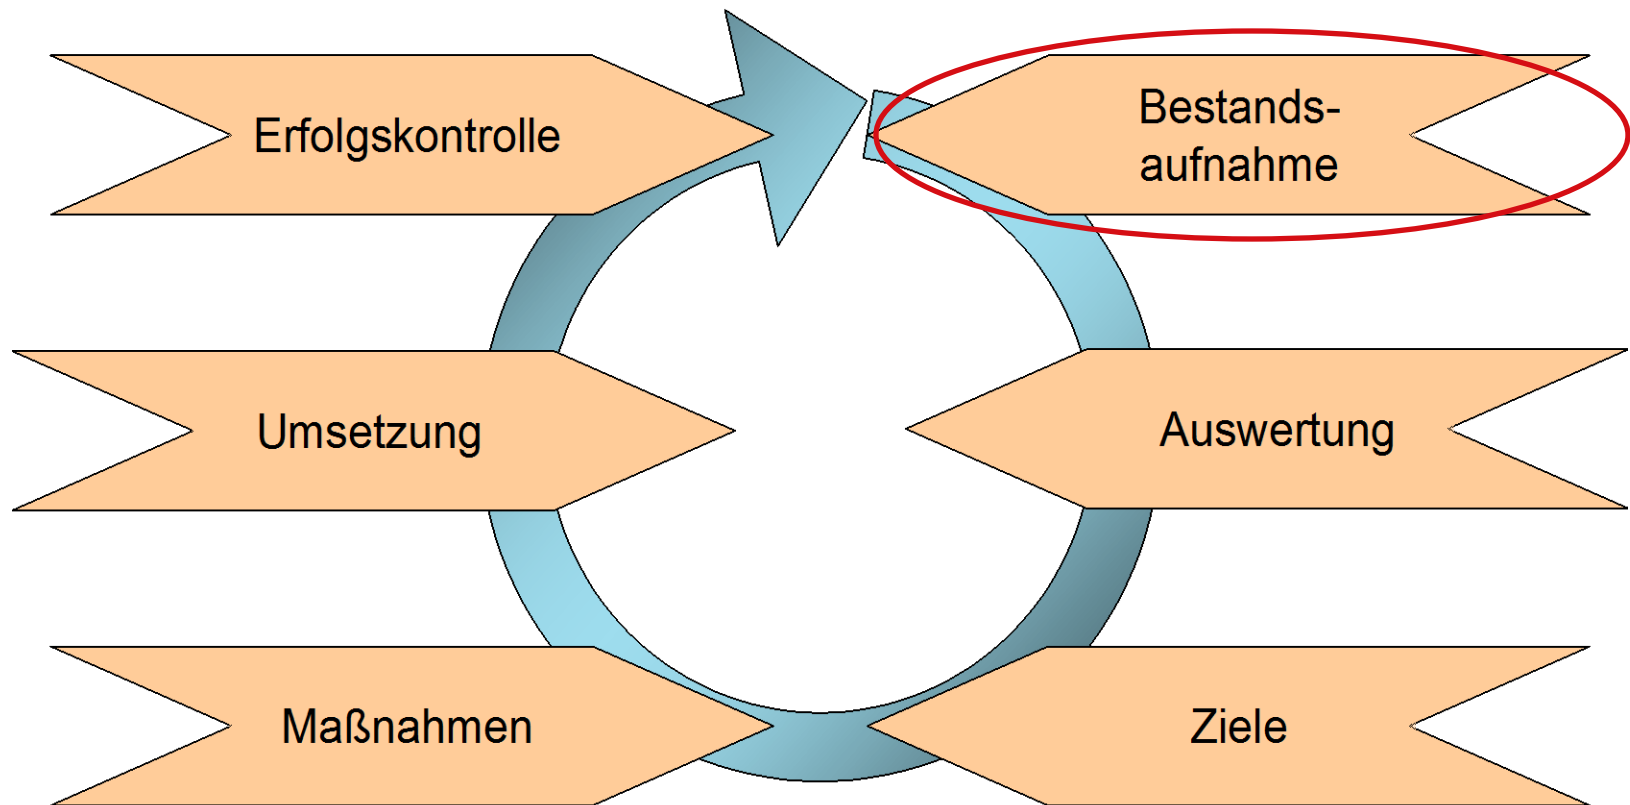 Erfolgskontrolle
Bestands-
aufnahme
Umsetzung
Auswertung
Maßnahmen
Ziele